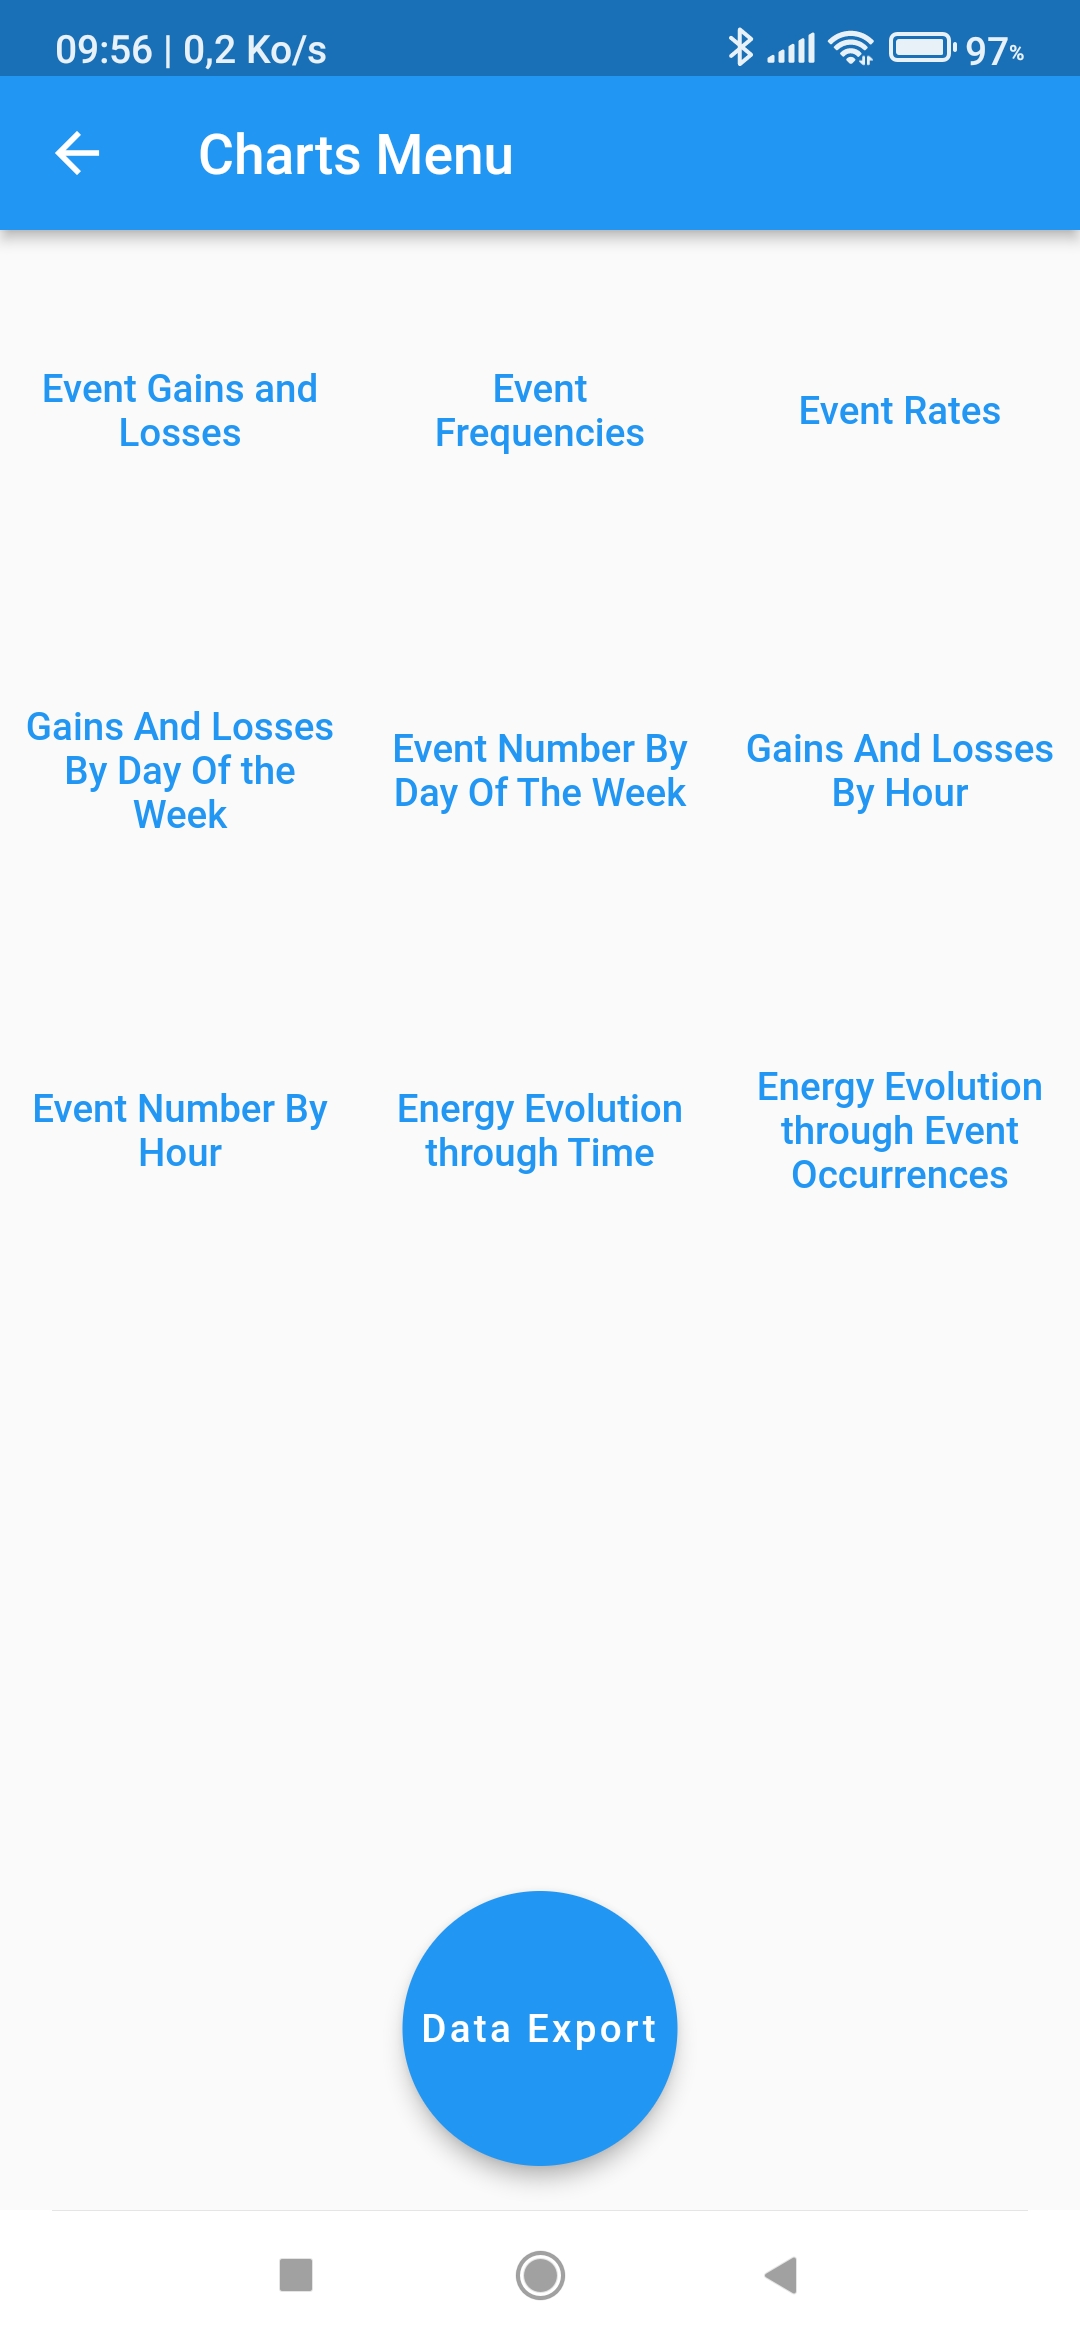 09:56 | 0,2 Ko/s
97%
Charts Menu
Event Gains and
Losses
Event
Frequencies
Event Rates
Gains And Losses
By Day Of the
Week
Event Number By
Day Of The Week
Gains And Losses
By Hour
Event Number By
Hour
Energy Evolution
through Time
Energy Evolution
through Event
Occurrences
Data Export